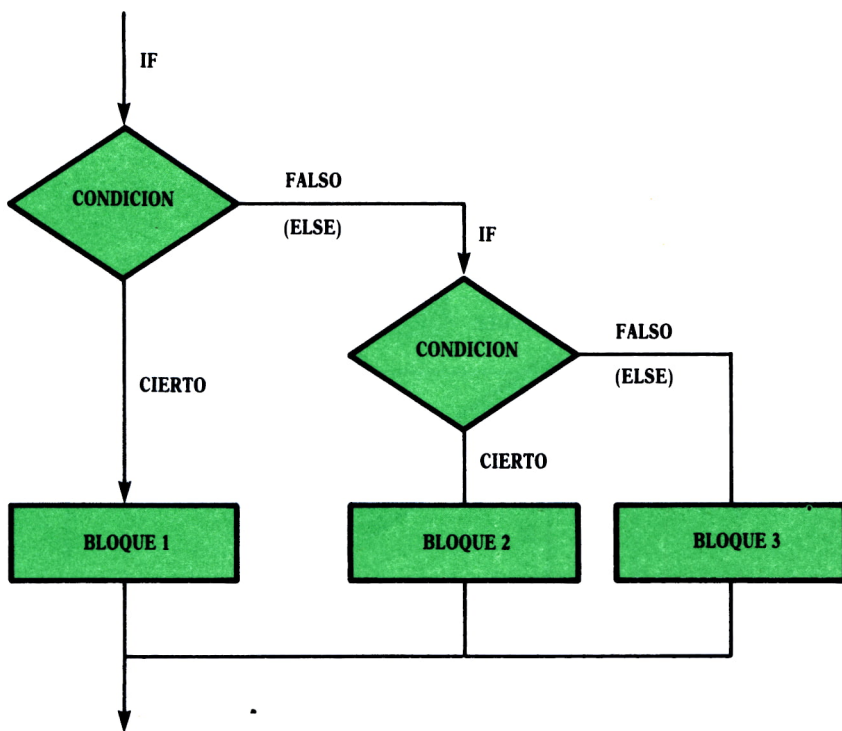 IF
CONDICION
FALSO
(ELSE)
IF
CONDICION
FALSO
(ELSE)
CIERTO
CIERTO
BLOQUE 1
BLOQUE 2
BLOQUE 3